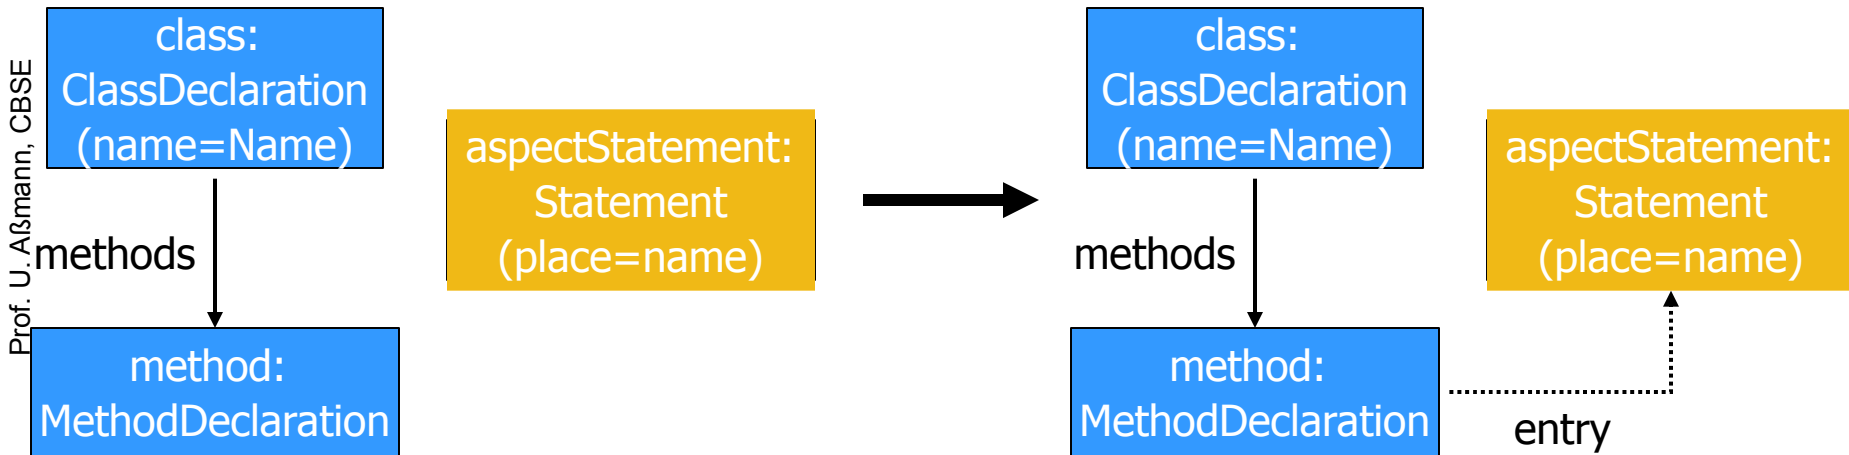 Prof. U. Aßmann, CBSE
class:
ClassDeclaration
(name=Name)
methods
method:
MethodDeclaration
aspectStatement:
Statement
(place=name)
class:
ClassDeclaration
(name=Name)
methods
method:
MethodDeclaration
aspectStatement:
Statement
(place=name)
entry